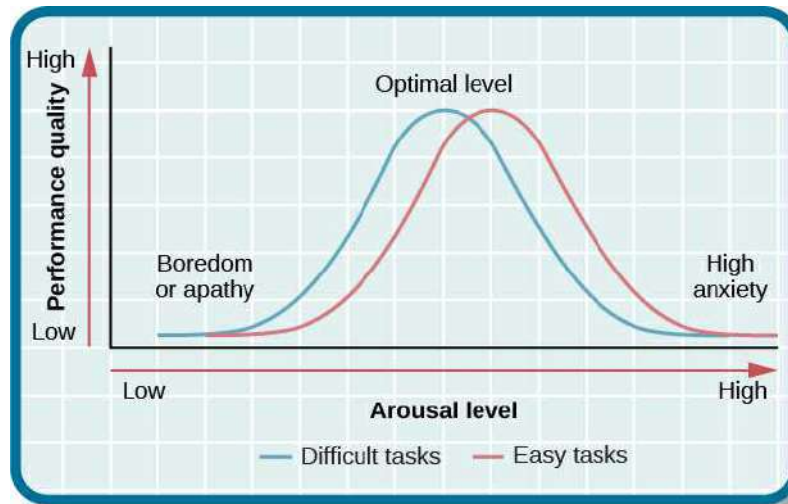 High
Optimal level
Performance quality
Boredom
or apathy
High
anxiety
Low
Low
High
Arousal level
Difficult tasks
Easy tasks